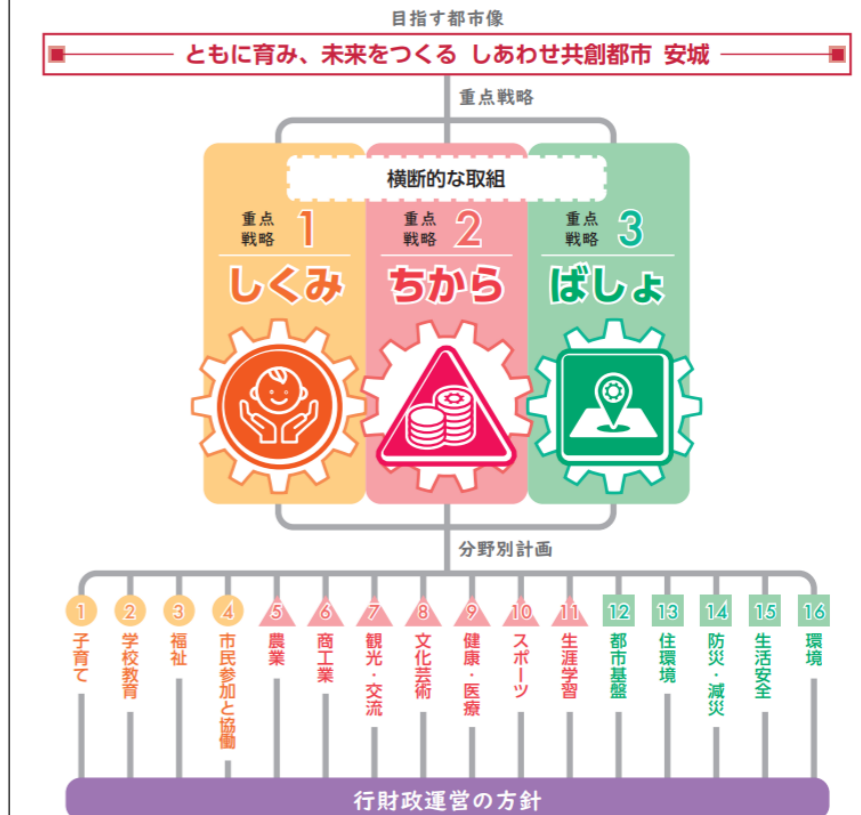 目指す都市像
ともに育み、未来をつくる しあわせ共創都市 安城
重点戦略
横断的な取組
重点戦略 1
しくみ
重点戦略 2
ちから
重点戦略 3
ばしょ
分野別計画
1 子育て
2 学校教育
3 福祉
4 市民参加と協働
5 農業
6 商工業
7 観光・交流
8 文化芸術
9 健康・医療
10 スポーツ
11 生涯学習
12 都市基盤
13 住環境
14 防災・減災
15 生活安全
16 環境
行財政運営の方針